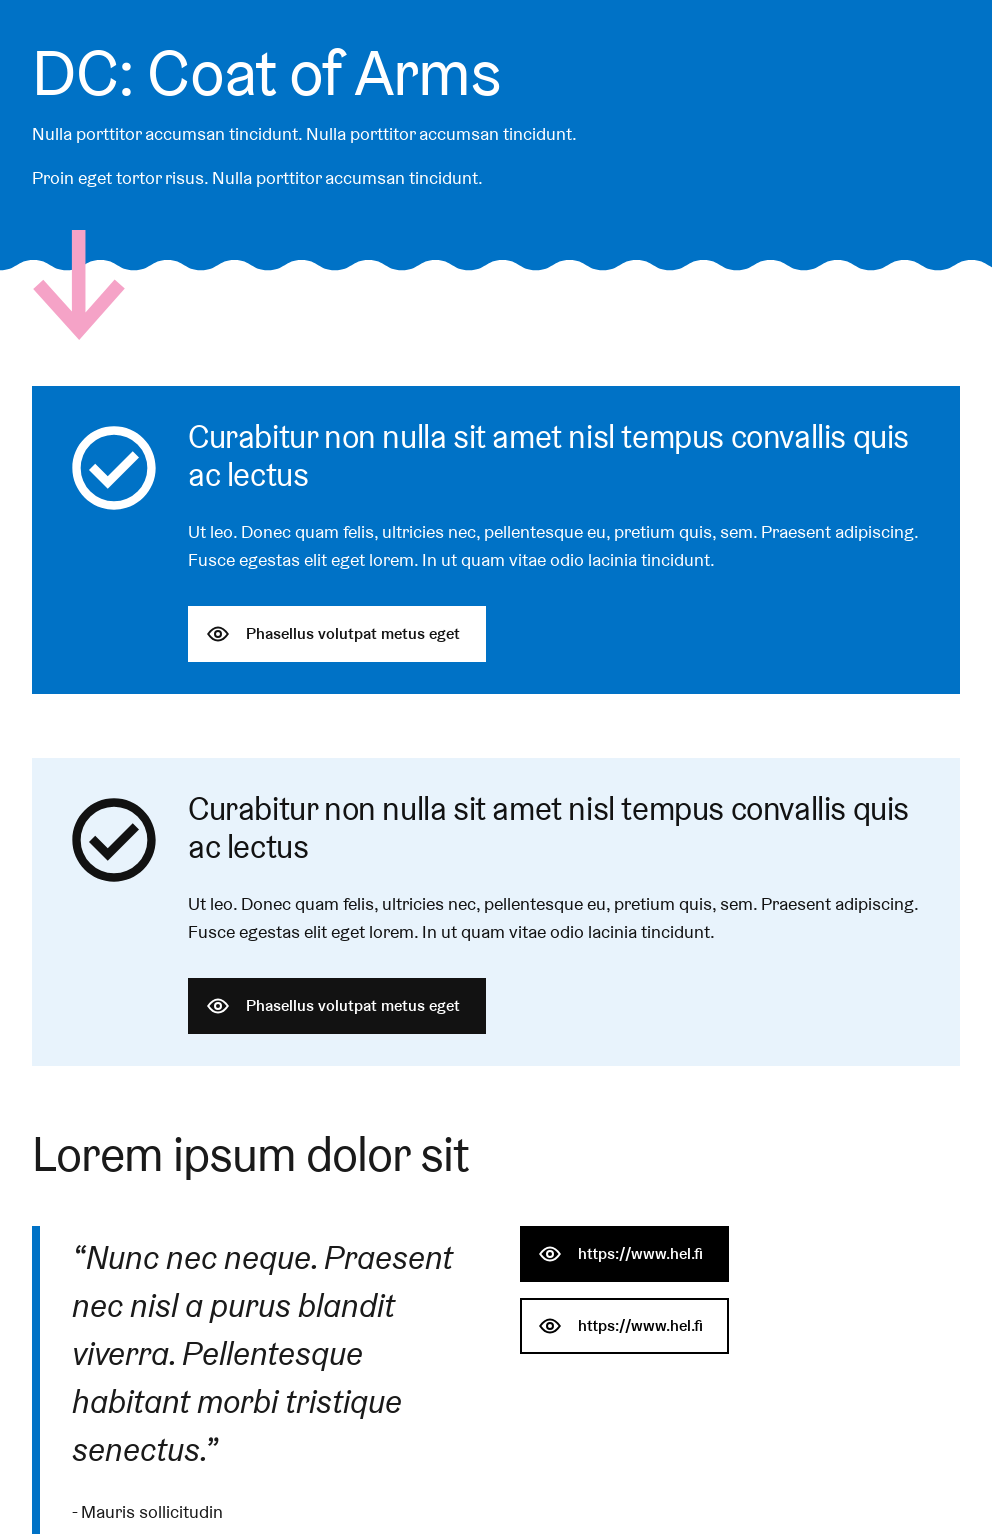 DC: Coat of Arms
Nulla porttitor accumsan tincidunt. Nulla porttitor accumsan tincidunt.
Proin eget tortor risus. Nulla porttitor accumsan tincidunt.
Curabitur non nulla sit amet nisl tempus convallis quis
ac lectus
Ut leo. Donec quam felis, ultricies nec, pellentesque eu, pretium quis, sem. Praesent adipiscing.
Fusce egestas elit eget lorem. In ut quam vitae odio lacinia tincidunt.
Phasellus volutpat metus eget
Curabitur non nulla sit amet nisl tempus convallis quis
ac lectus
Ut leo. Donec quam felis, ultricies nec, pellentesque eu, pretium quis, sem. Praesent adipiscing.
Fusce egestas elit eget lorem. In ut quam vitae odio lacinia tincidunt.
Phasellus volutpat metus eget
Lorem ipsum dolor sit
“Nunc nec neque. Praesent
nec nisl a purus blandit
viverra. Pellentesque
habitant morbi tristique
senectus.”
- Mauris sollicitudin
https://www.hel.fi
https://www.hel.fi